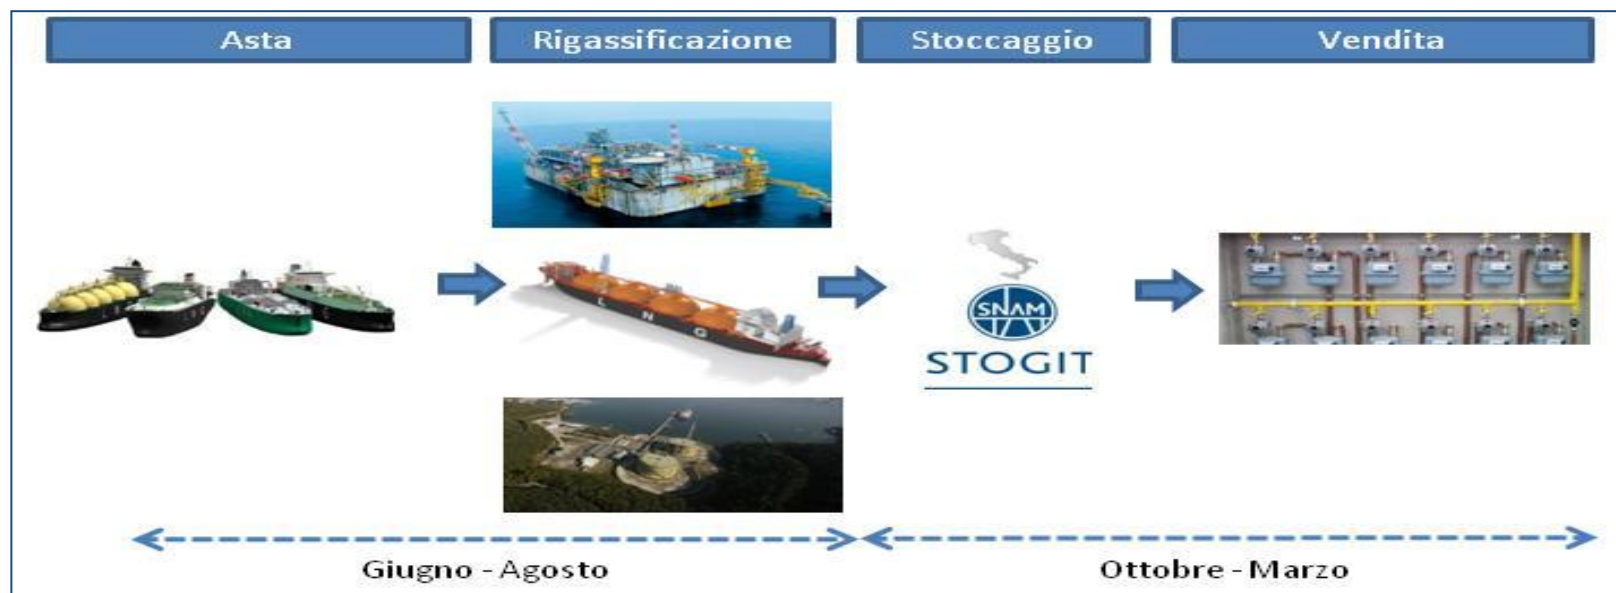 Asta
Rigassificazione
Stoccaggio
Vendita
L N G
SNAM
STOGIT
Giugno - Agosto
Ottobre - Marzo